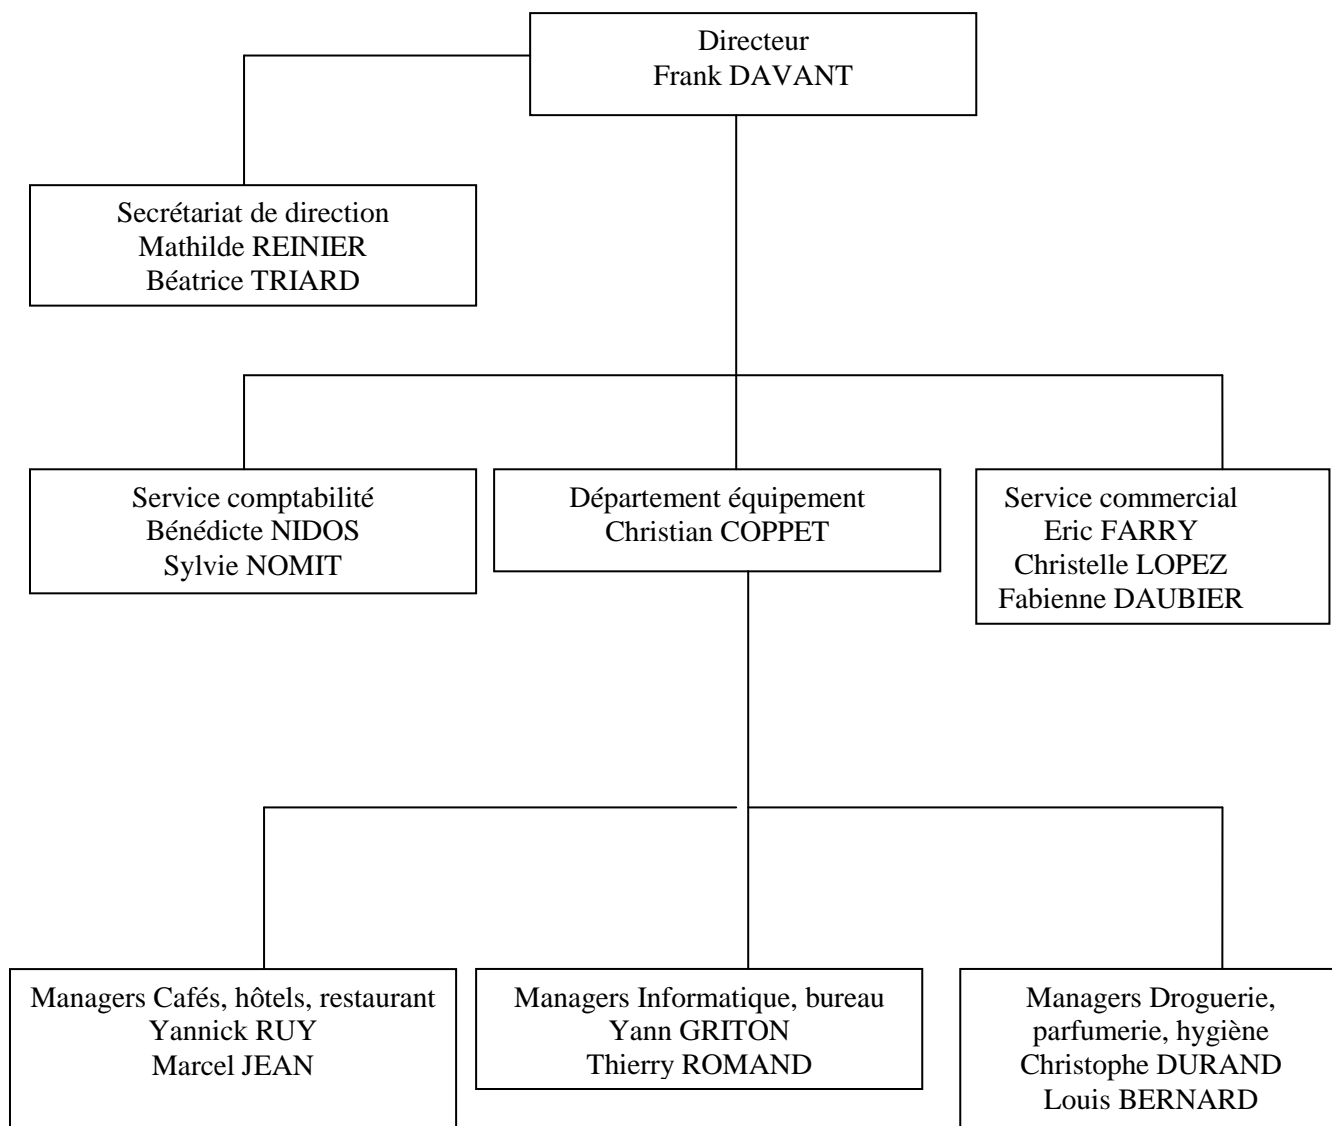 Directeur
Frank DAVANT
Secrétariat de direction
Mathilde REINIER
Béatrice TRIARD
Service comptabilité
Bénédicte NIDOS
Sylvie NOMIT
Département équipement
Christian COPPET
Service commercial
Eric FARRY
Christelle LOPEZ
Fabienne DAUBIER
Managers Cafés, hôtels, restaurant
Yannick RUY
Marcel JEAN
Managers Informatique, bureau
Yann GRITON
Thierry ROMAND
Managers Droguerie,
parfumerie, hygiène
Christophe DURAND
Louis BERNARD